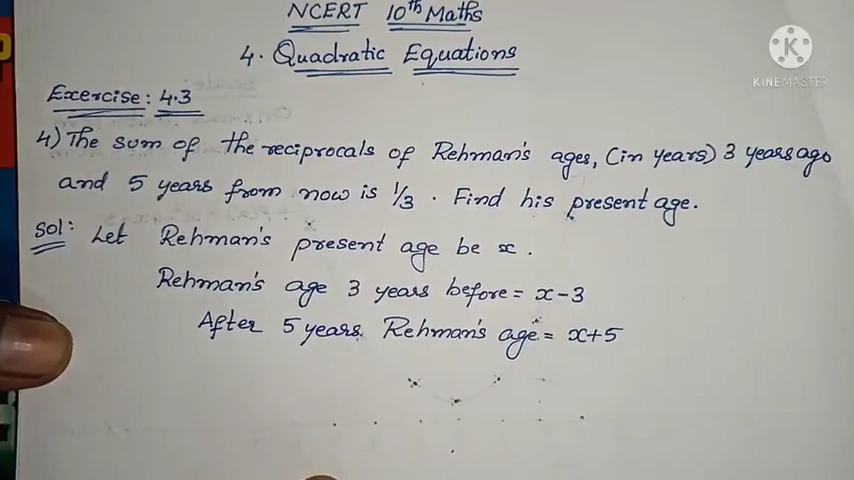 NCERT 10th Maths
4. Quadratic Equations
K
KINEMASTER
Exercise: 4.3
4) The sum of the reciprocals of Rehman's ages, (in years) 3 years ago
and 5 years from now is 1/3. Find his present age.
Sol: Let Rehman's present age be x.
Rehman's age 3 years before = x-3
After 5 years. Rehman's age = x+5